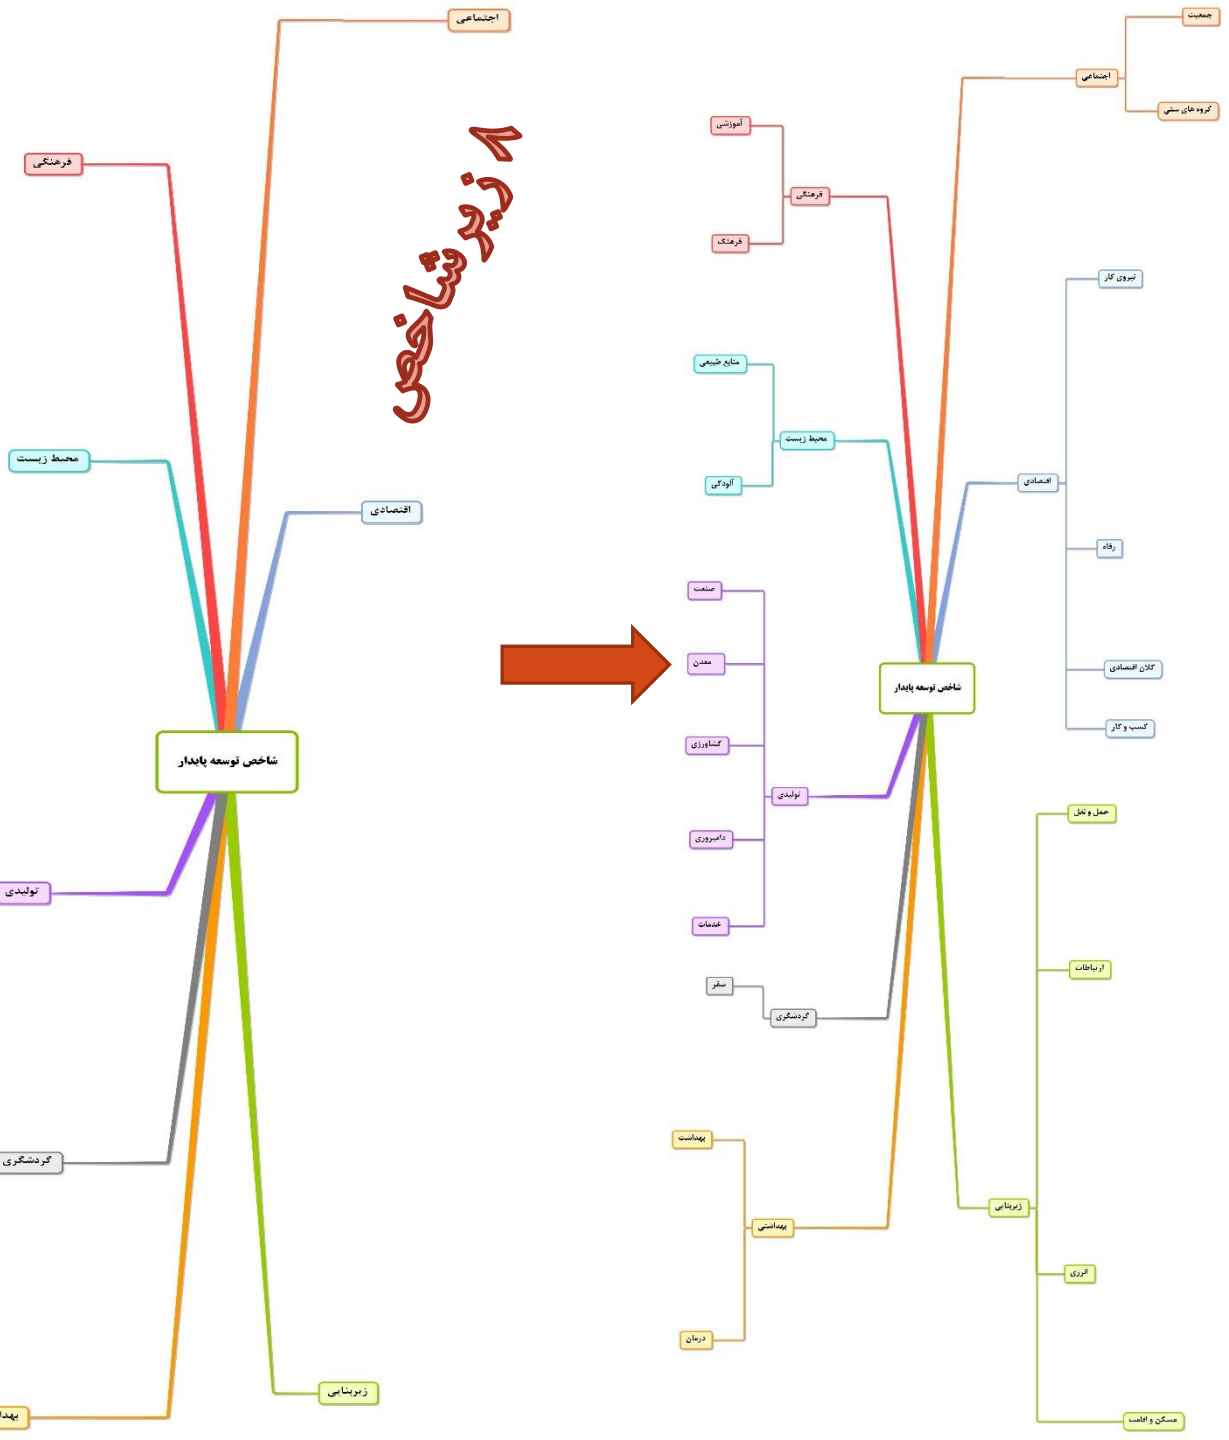 اجتماعی
فرهنگی
۸ زیر شاخص
محیط زیست
اقتصادی
شاخص توسعه پایدار
تولیدی
گردشگری
زیربنایی
جمعیت
اجتماعی
گروه های سنی
آموزشی
فرهنگی
فرهنگ
نیروی کار
منابع طبیعی
محیط زیست
آلودگی
اقتصادی
رفاه
کلان اقتصادی
کسب و کار
صنعت
معدن
شاخص توسعه پایدار
کشاورزی
تولیدی
دامپروری
خدمات
حمل و نقل
ارتباطات
سفر
گردشگری
بهداشت
بهداشتی
درمان
زیربنایی
انرژی
مسکن و اقامت